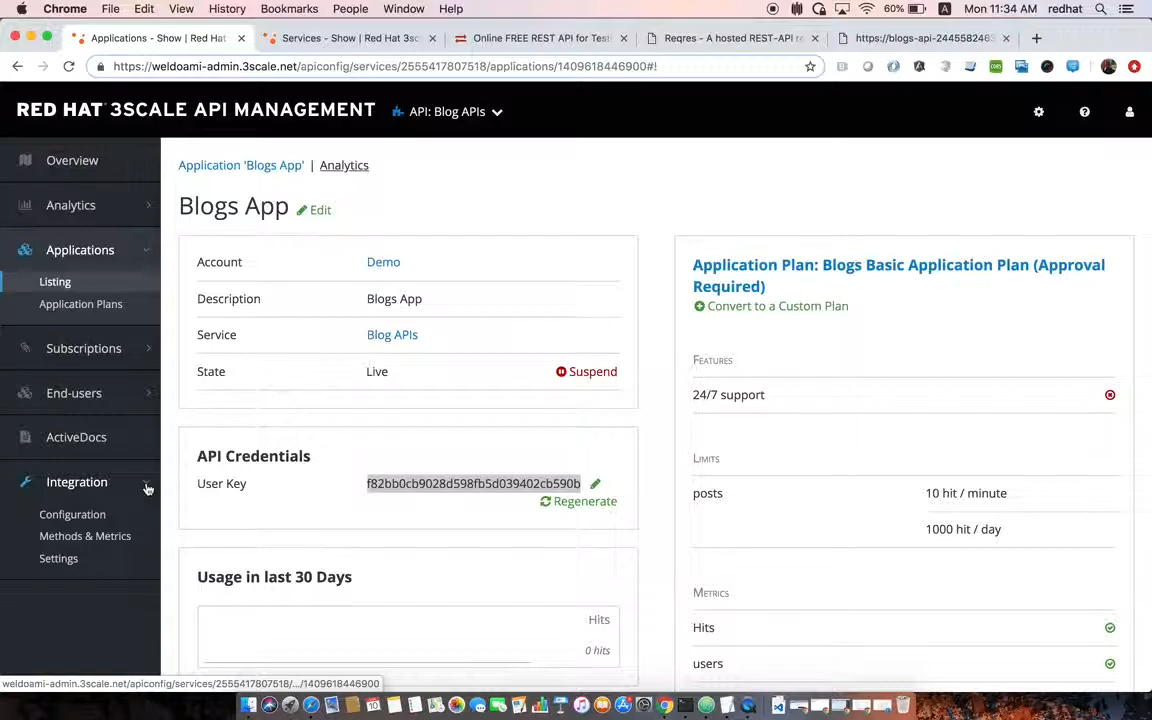 Chrome File Edit View History Bookmarks People Window Help 60% A Mon 11:34 AM redhat
Applications - Show | Red Hat
Services - Show | Red Hat 3sc
Online FREE REST API for Test
Reqres - A hosted REST-API re
https://blogs-api-2445582463
https://weldoami-admin.3scale.net/apiconfig/services/2555417807518/applications/1409618446900#!
RED HAT 3SCALE API MANAGEMENT
API: Blog APIs
Overview
Analytics
Applications
Listing
Application Plans
Subscriptions
End-users
ActiveDocs
Integration
Configuration
Methods & Metrics
Settings
Application 'Blogs App' | Analytics
Blogs App Edit
Account Demo
Description Blogs App
Service Blog APIs
State Live Suspend
API Credentials
User Key f82bb0cb9028d598fb5d039402cb590b
Regenerate
Usage in last 30 Days
Hits
0 hits
Application Plan: Blogs Basic Application Plan (Approval
Required)
Convert to a Custom Plan
FEATURES
24/7 support
LIMITS
posts 10 hit / minute
1000 hit / day
METRICS
Hits
users
weldoami-admin.3scale.net/apiconfig/services/2555417807518/.../1409618446900